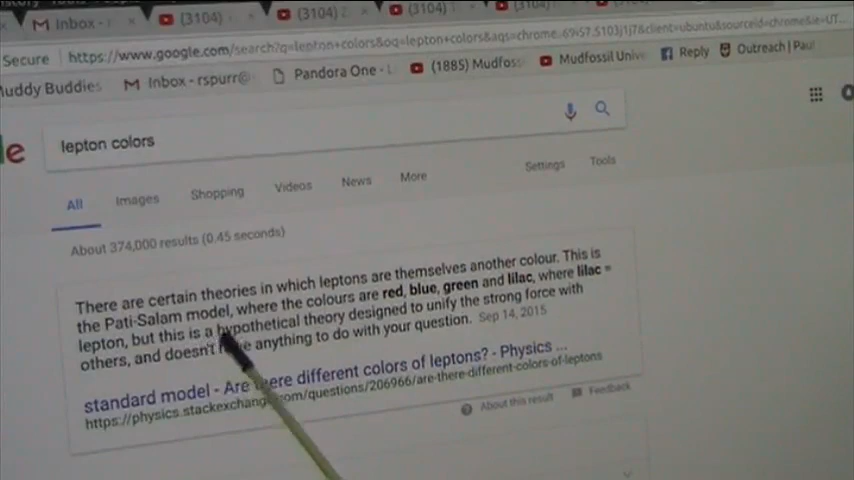 Inbox -
(3104)
(3104)
(3104)
Secure https://www.google.com/search?q=lepton+colors&oq=lepton+colors&aqs=chrome..69i57.5103j1j7&client=ubuntu&sourceid=chrome&ie=UT...
Muddy Buddies Inbox - rspurr@ Pandora One - L (1885) Mudfoss Mudfossil Unive Reply Outreach | Paul
le lepton colors
All Images Shopping Videos News More Settings Tools
About 374,000 results (0.45 seconds)
There are certain theories in which leptons are themselves another colour. This is
the Pati-Salam model, where the colours are red, blue, green and lilac, where lilac =
lepton, but this is a hypothetical theory designed to unify the strong force with
others, and doesn't have anything to do with your question. Sep 14, 2015
standard model - Are there different colors of leptons? - Physics ...
https://physics.stackexchange.com/questions/206966/are-there-different-colors-of-leptons
About this result Feedback